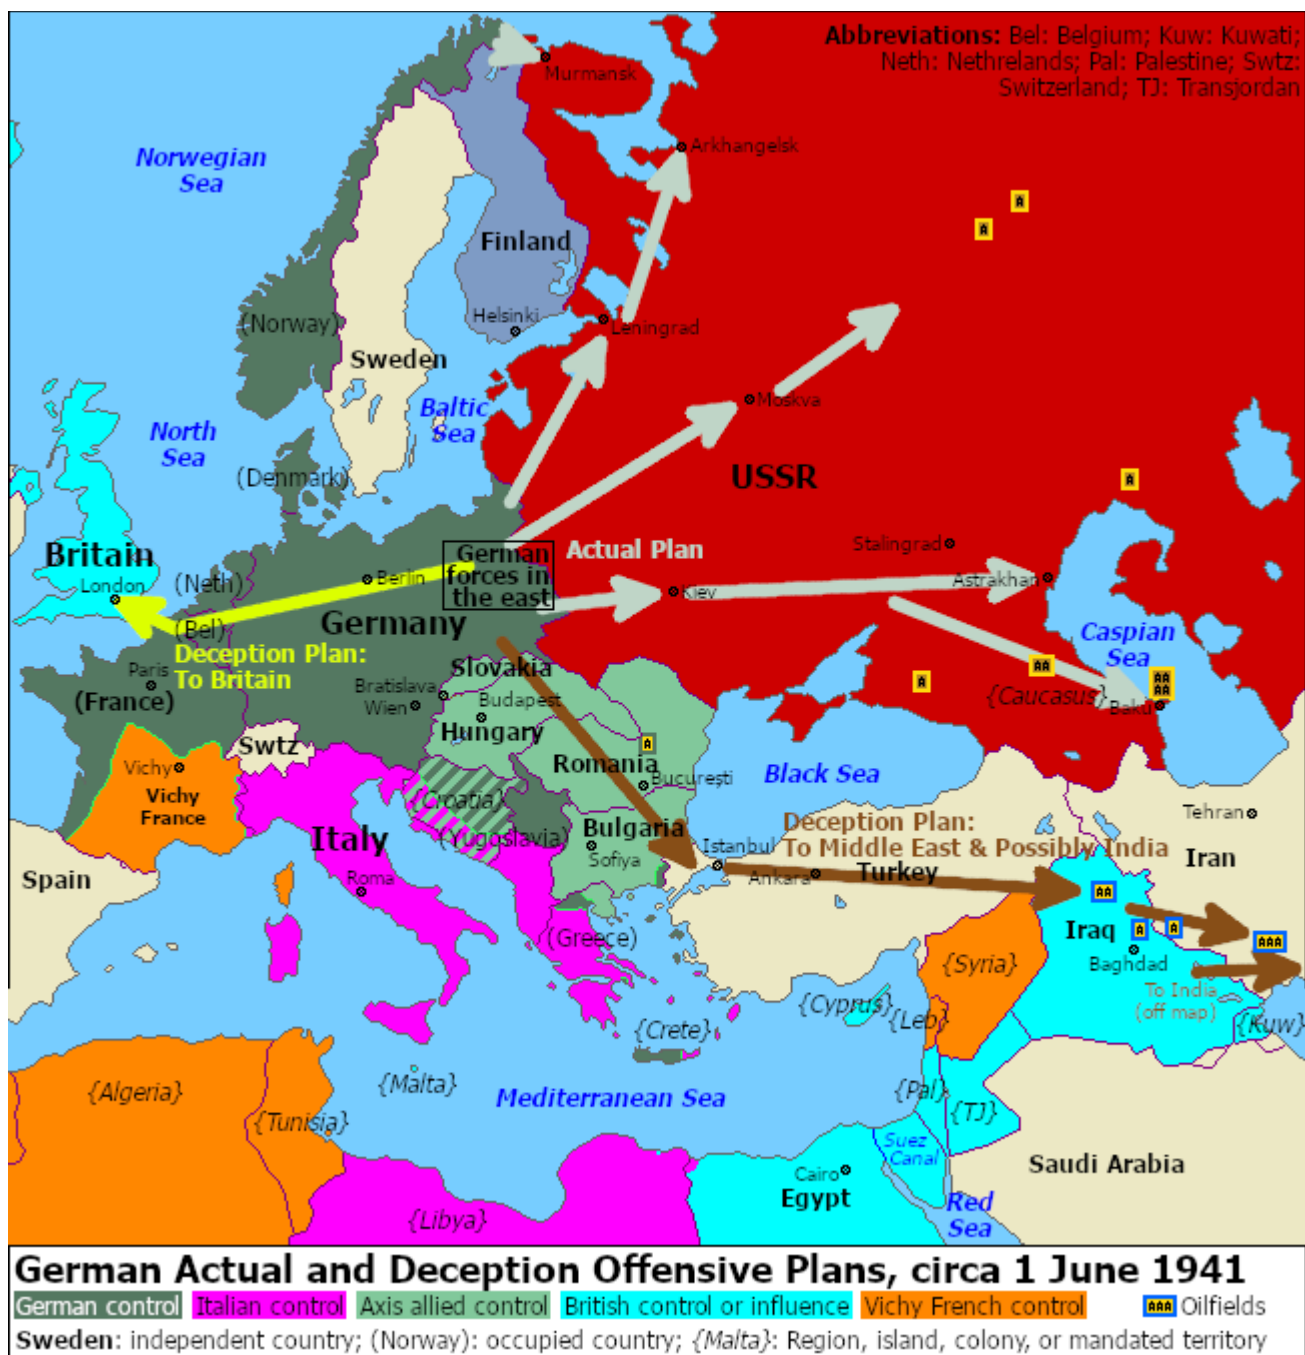 Abbreviations: Bel: Belgium; Kuw: Kuwati;
Neth: Nethrelands; Pal: Palestine; Swtz:
Switzerland; TJ: Transjordan
Murmansk
Arkhangelsk
Norwegian
Sea
A
A
Finland
Helsinki
Leningrad
(Norway)
Sweden
Moskva
Baltic
Sea
North
Sea
(Denmark)
USSR
A
Britain
London
(Neth)
Berlin
German
forces in
the east
Actual Plan
Stalingrad
Astrakhan
Kiev
(Bel)
Germany
Caspian
Sea
Deception Plan:
To Britain
Paris
(France)
Slovakia
Bratislava
Wien
Budapest
Hungary
A
AA
{Caucasus}
AA
AA
Baku
Swtz
Vichy
Vichy
France
A
Romania
Bucureşti
Black Sea
(Croatia)
(Yugoslavia)
Italy
Bulgaria
Sofiya
Tehran
Deception Plan:
To Middle East & Possibly India
Iran
Istanbul
Ankara
Turkey
Spain
Roma
AA
Iraq
A
A
AAA
Baghdad
(Greece)
{Syria}
To India
(off map)
{Cyprus}
{Leb}
{Kuw}
{Crete}
{Malta}
{Algeria}
{Tunisia}
Mediterranean Sea
{Pal}
{TJ}
Suez
Canal
Saudi Arabia
Cairo
Egypt
Red
Sea
{Libya}
German Actual and Deception Offensive Plans, circa 1 June 1941
German control Italian control Axis allied control British control or influence Vichy French control AAA Oilfields
Sweden: independent country; (Norway): occupied country; {Malta}: Region, island, colony, or mandated territory